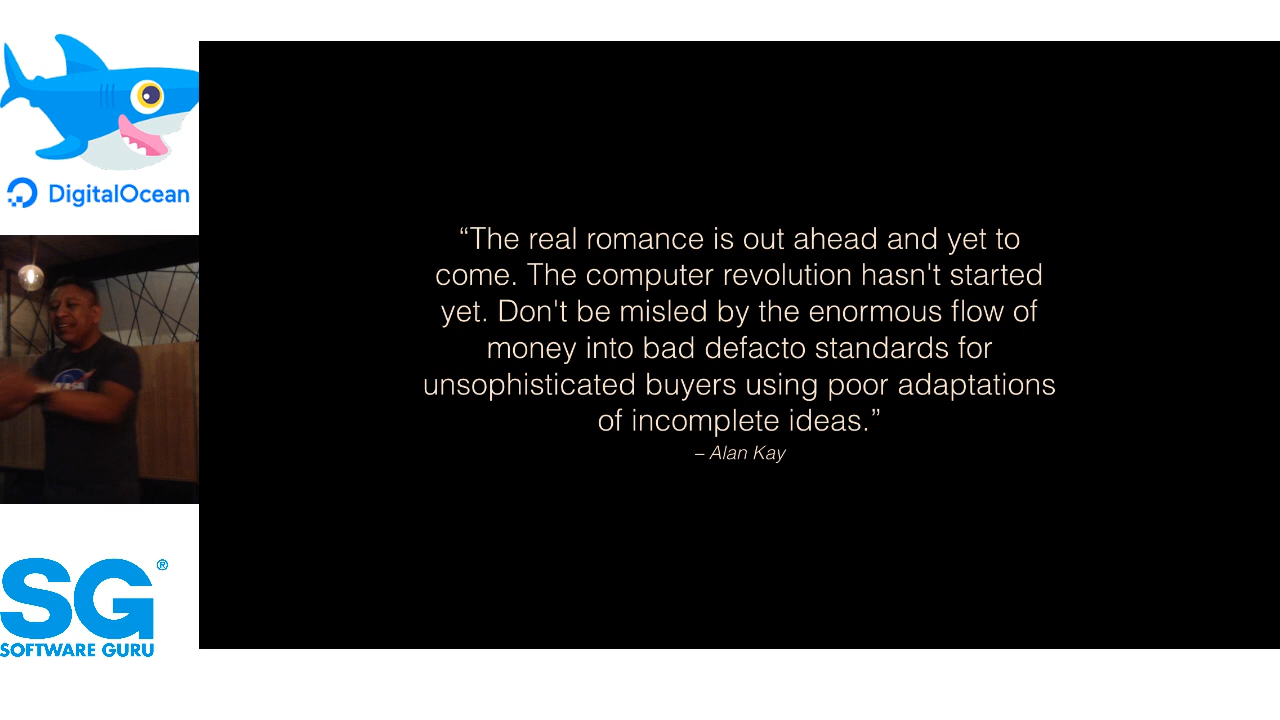 DigitalOcean
“The real romance is out ahead and yet to
come. The computer revolution hasn't started
yet. Don't be misled by the enormous flow of
money into bad defacto standards for
unsophisticated buyers using poor adaptations
of incomplete ideas.”
– Alan Kay
SG®
SOFTWARE GURU